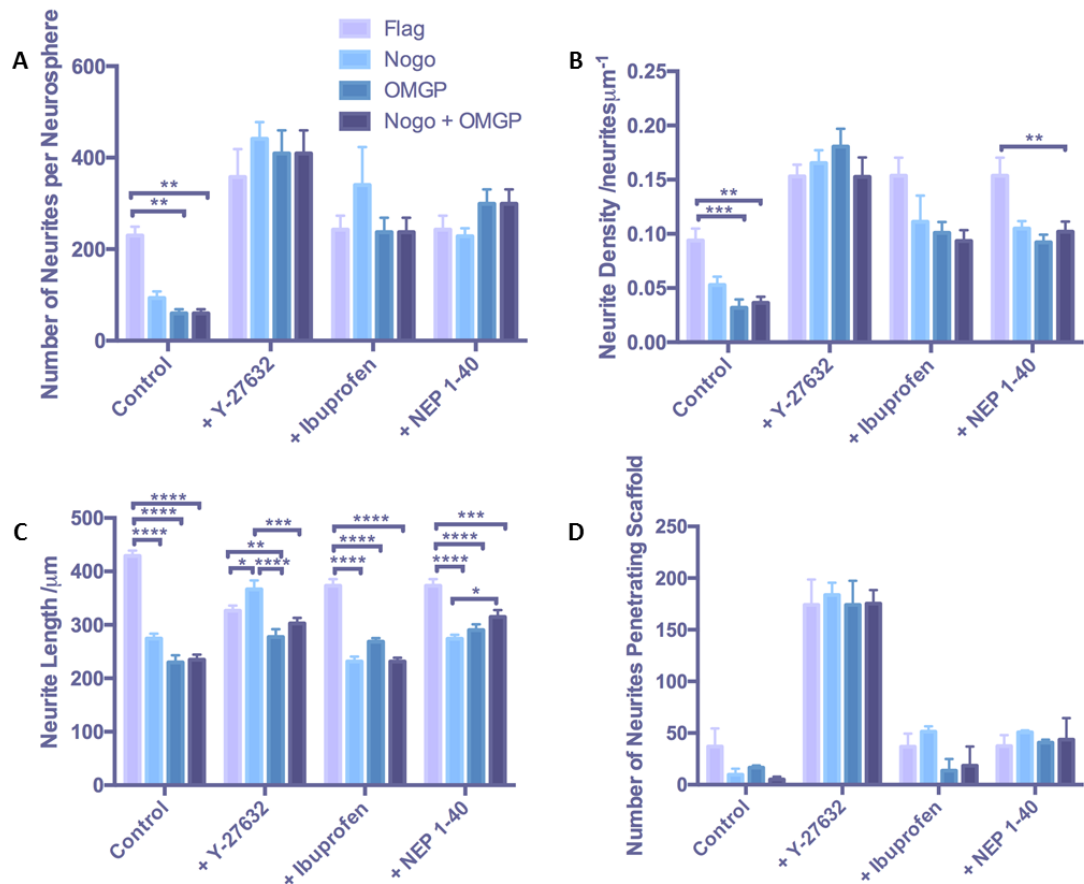 A
Number of Neurites per Neurosphere
600
400
200
0
Flag
Nogo
OMGP
Nogo + OMGP
**
**
Control
+ Y-27632
+ Ibuprofen
+ NEP 1-40
B
Neurite Density /neuritesμm⁻¹
0.25
0.20
0.15
0.10
0.05
0.00
**
***
**
Control
+ Y-27632
+ Ibuprofen
+ NEP 1-40
C
Neurite Length /μm
500
400
300
200
100
0
****
****
****
***
**
* ****
****
****
****
***
****
****
*
Control
+ Y-27632
+ Ibuprofen
+ NEP 1-40
D
Number of Neurites Penetrating Scaffold
250
200
150
100
50
0
Control
+ Y-27632
+ Ibuprofen
+ NEP 1-40